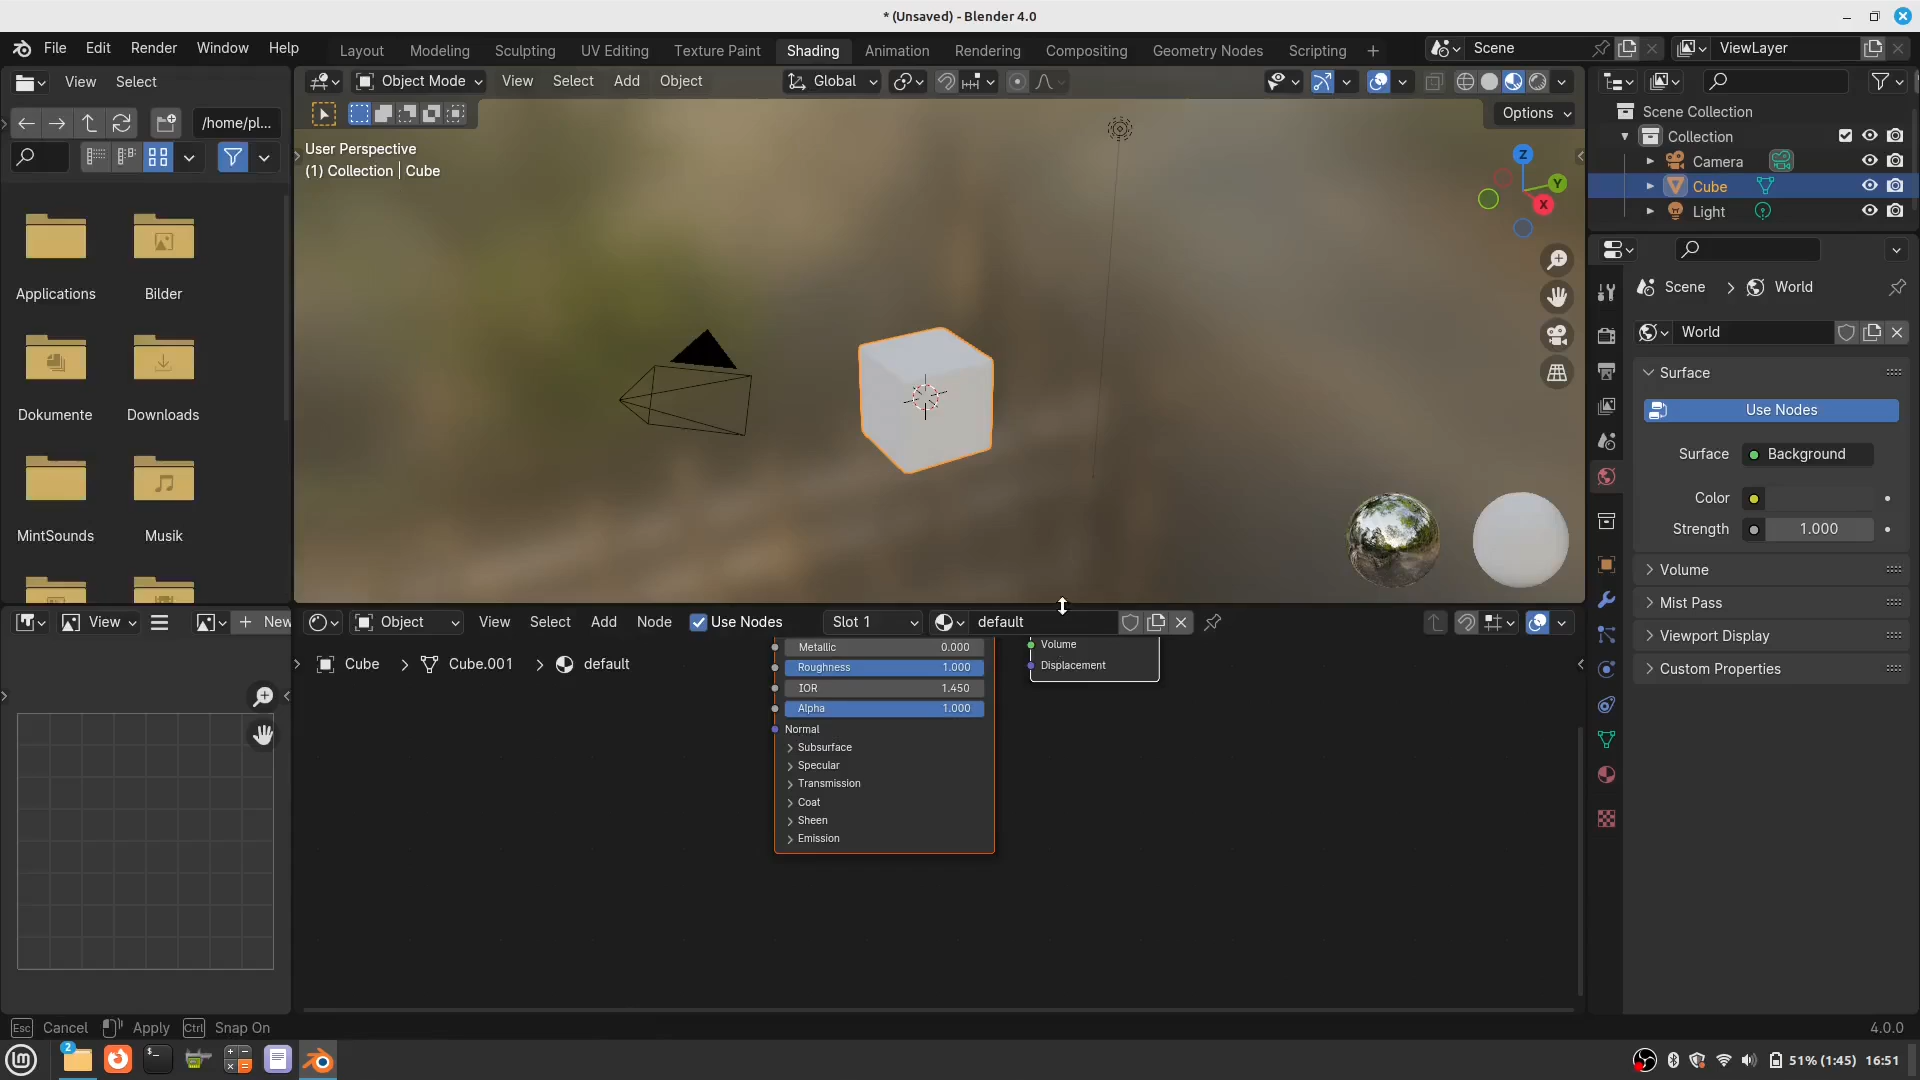 * (Unsaved) - Blender 4.0
File Edit Render Window Help
Layout Modeling Sculpting UV Editing Texture Paint Shading Animation Rendering Compositing Geometry Nodes Scripting +
Scene
ViewLayer
View Select
Object Mode View Select Add Object
Global
/home/pl...
Options
User Perspective
(1) Collection | Cube
Z
Y
X
Scene Collection
Collection
Camera
Cube
Light
Applications
Bilder
Dokumente
Downloads
MintSounds
Musik
Scene > World
World
Surface
Use Nodes
Surface Background
Color
Strength 1.000
Volume
Mist Pass
Viewport Display
Custom Properties
View
+ New
Object View Select Add Node Use Nodes
Slot 1
default
Cube > Cube.001 > default
Metallic 0.000
Roughness 1.000
IOR 1.450
Alpha 1.000
Normal
Subsurface
Specular
Transmission
Coat
Sheen
Emission
Volume
Displacement
Esc Cancel Apply Ctrl Snap On
4.0.0
2
51% (1:45) 16:51